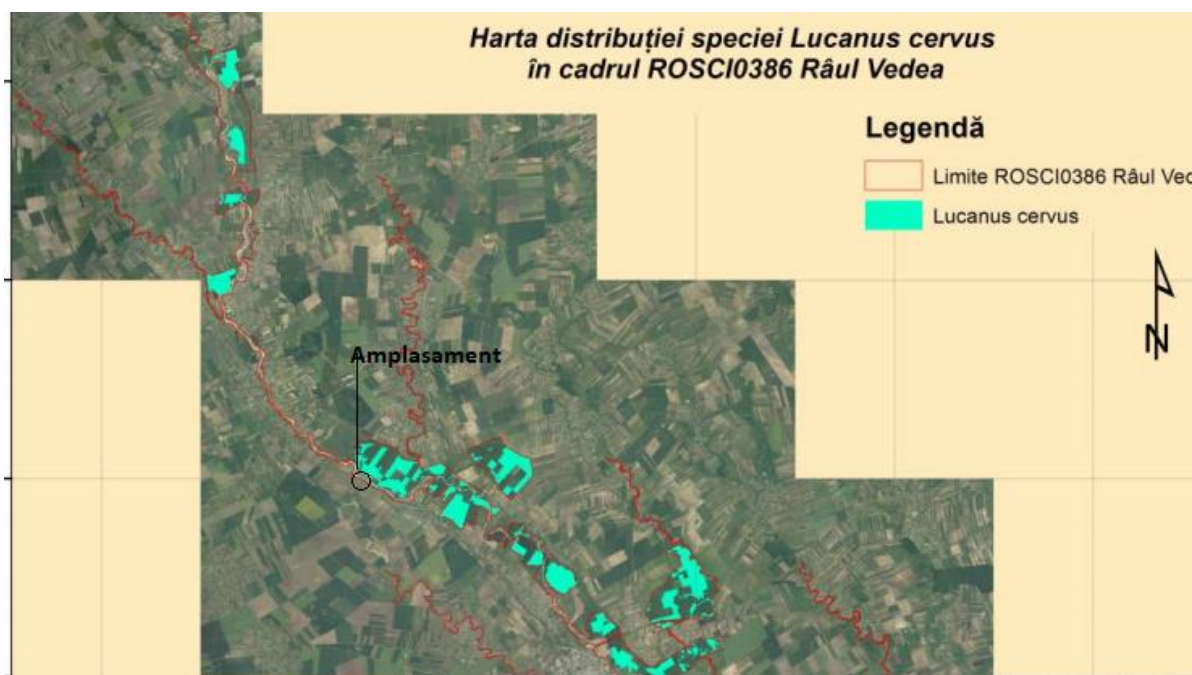 Harta distribuției speciei Lucanus cervus
în cadrul ROSCI0386 Râul Vedea
Legendă
Limite ROSCI0386 Râul Ved
Lucanus cervus
N
Amplasament